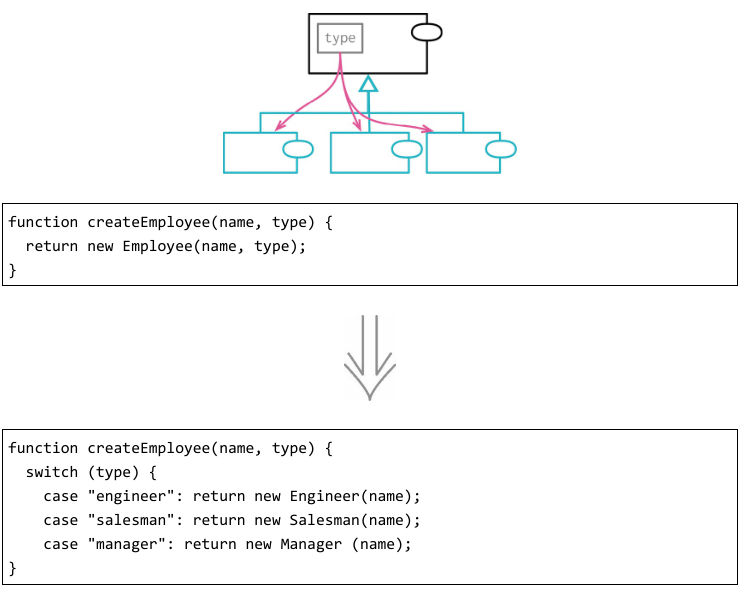 type
function createEmployee(name, type) {
  return new Employee(name, type);
}
function createEmployee(name, type) {
  switch (type) {
    case "engineer": return new Engineer(name);
    case "salesman": return new Salesman(name);
    case "manager": return new Manager (name);
}